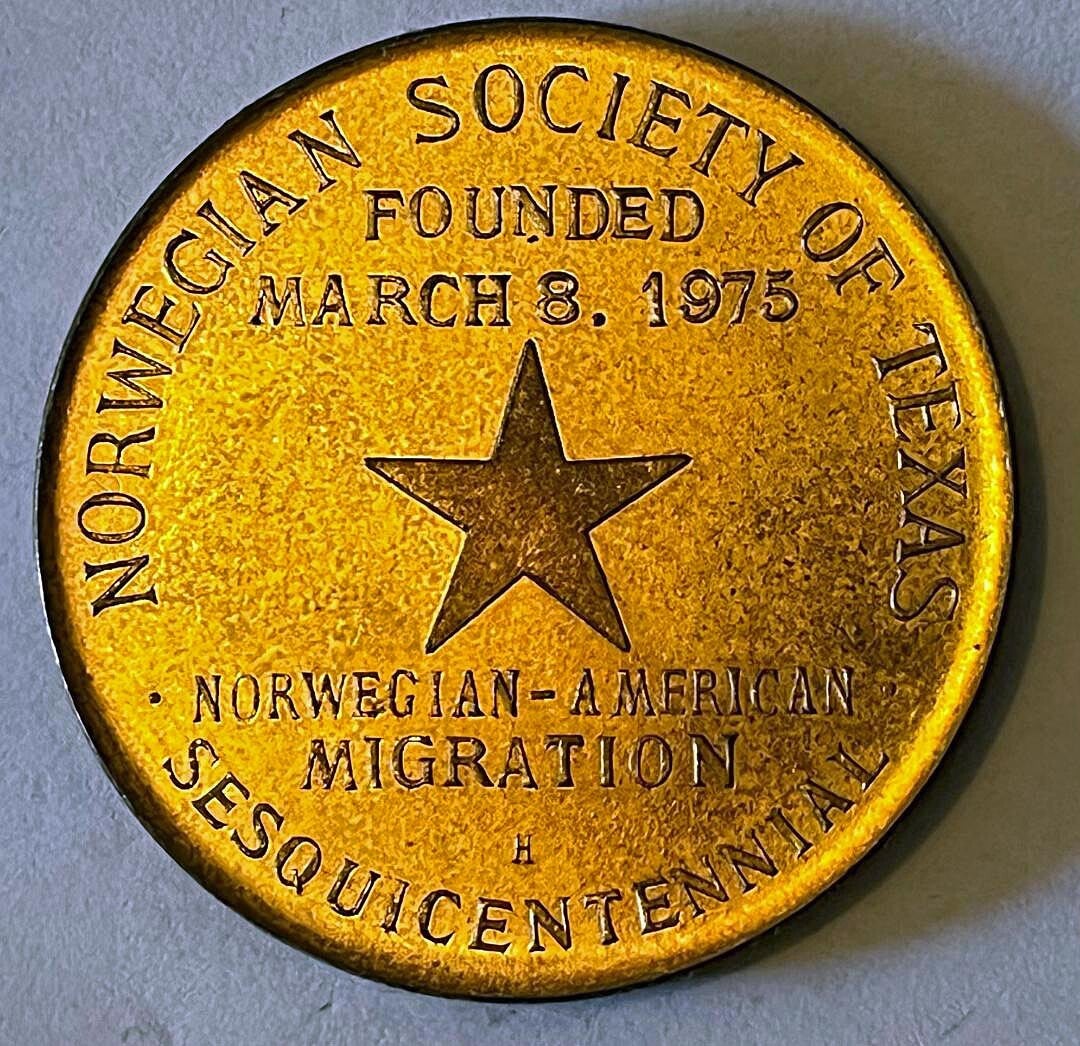 NORWEGIAN SOCIETY OF TEXAS
FOUNDED
MARCH 8. 1975
· NORWEGIAN-AMERICAN ·
MIGRATION
H
SESQUICENTENNIAL